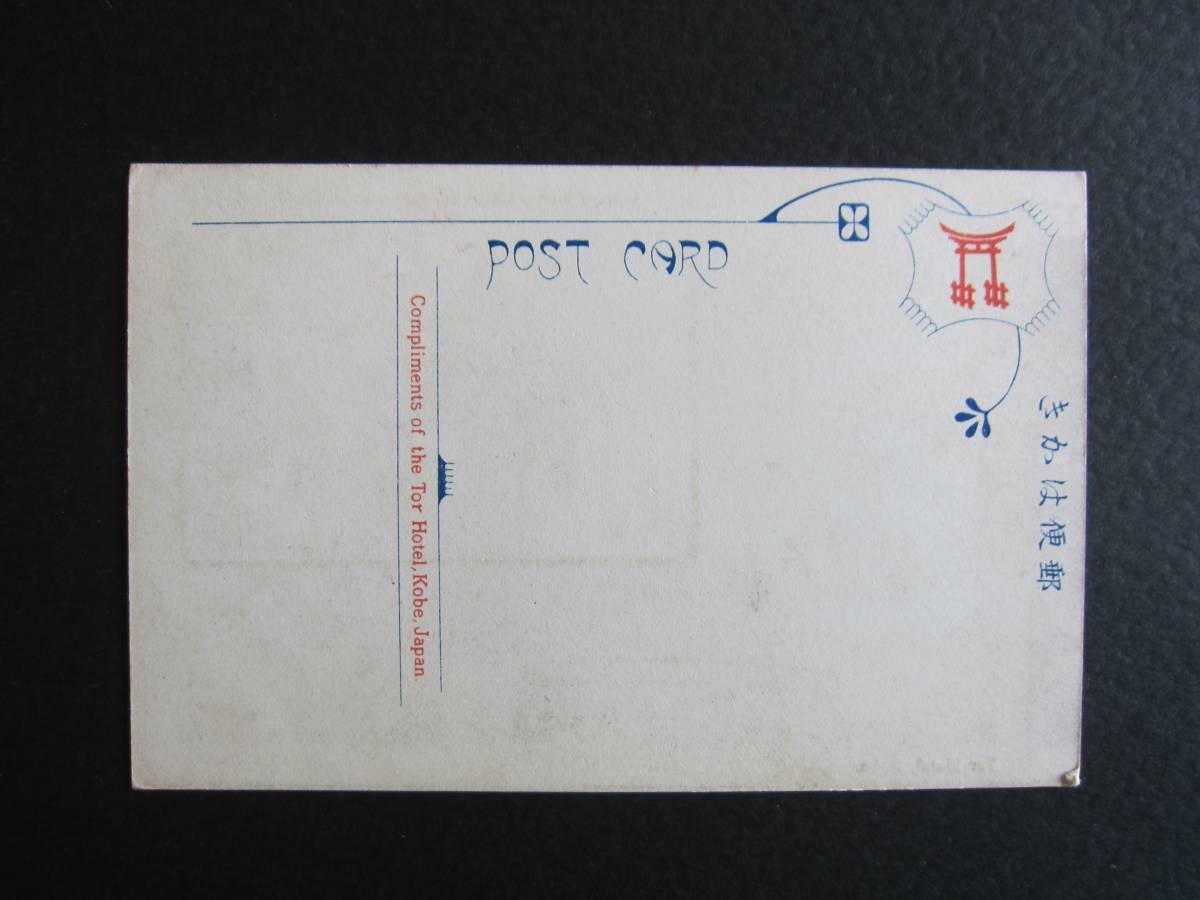 郵便はかき
POST CARD
Compliments of the Tor Hotel, Kobe, Japan.